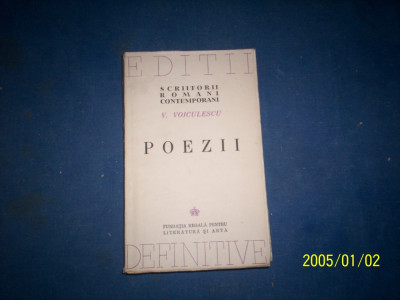 EDITII
SCRIITORII
ROMANI
CONTEMPORANI
V. VOICULESCU
POEZII
FUNDAȚIA REGALĂ PENTRU
LITERATURĂ ȘI ARTĂ
DEFINITIVE
2005/01/02